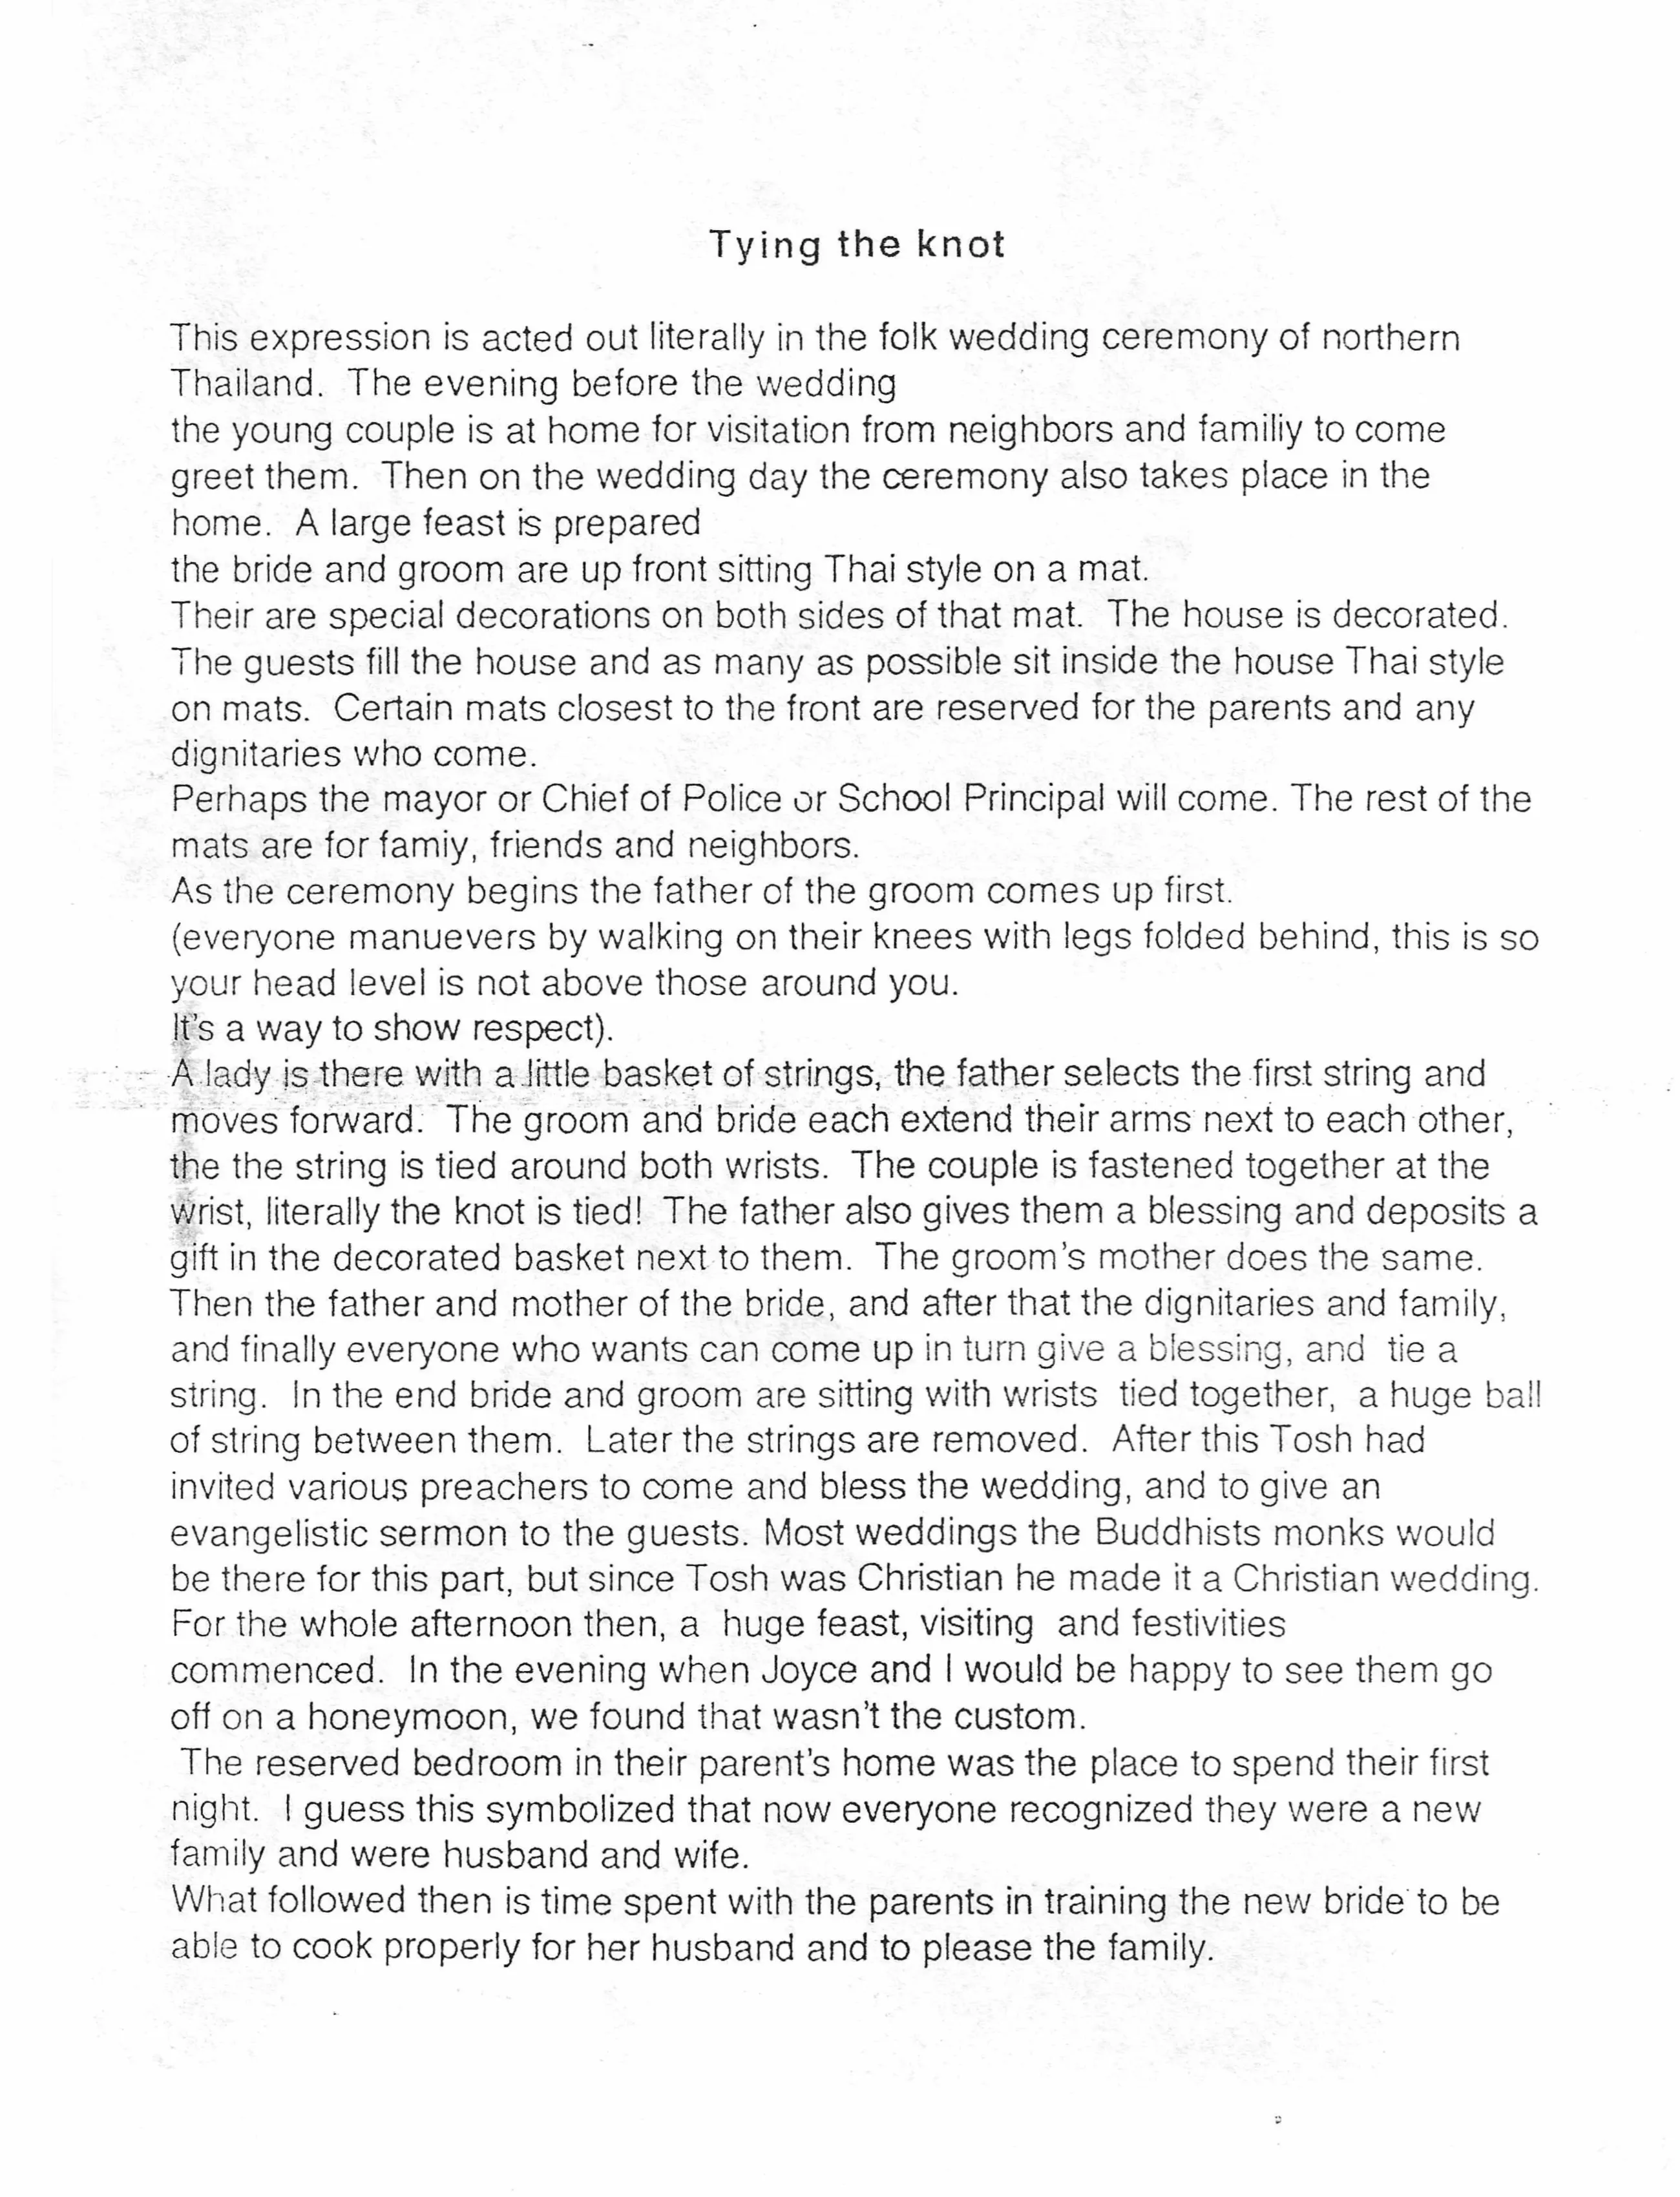 Tying the knot
This expression is acted out literally in the folk wedding ceremony of northern
Thailand.  The evening before the wedding
the young couple is at home for visitation from neighbors and familiy to come
greet them.  Then on the wedding day the ceremony also takes place in the
home.  A large feast is prepared
the bride and groom are up front sitting Thai style on a mat.
Their are special decorations on both sides of that mat.  The house is decorated.
The guests fill the house and as many as possible sit inside the house Thai style
on mats.  Certain mats closest to the front are reserved for the parents and any
dignitaries who come.
Perhaps the mayor or Chief of Police or School Principal will come. The rest of the
mats are for famiy, friends and neighbors.
As the ceremony begins the father of the groom comes up first.
(everyone manuevers by walking on their knees with legs folded behind, this is so
your head level is not above those around you.
It's a way to show respect).
A lady is there with a little basket of strings, the father selects the first string and
moves forward.  The groom and bride each extend their arms next to each other,
the the string is tied around both wrists.  The couple is fastened together at the
wrist, literally the knot is tied!  The father also gives them a blessing and deposits a
gift in the decorated basket next to them.  The groom's mother does the same.
Then the father and mother of the bride, and after that the dignitaries and family,
and finally everyone who wants can come up in turn give a blessing, and  tie a
string.  In the end bride and groom are sitting with wrists  tied together,  a huge ball
of string between them.  Later the strings are removed.  After this Tosh had
invited various preachers to come and bless the wedding, and to give an
evangelistic sermon to the guests. Most weddings the Buddhists monks would
be there for this part, but since Tosh was Christian he made it a Christian wedding.
For the whole afternoon then, a  huge feast, visiting  and festivities
commenced.  In the evening when Joyce and I would be happy to see them go
off on a honeymoon, we found that wasn't the custom.
The reserved bedroom in their parent's home was the place to spend their first
night.  I guess this symbolized that now everyone recognized they were a new
family and were husband and wife.
What followed then is time spent with the parents in training the new bride to be
able to cook properly for her husband and to please the family.